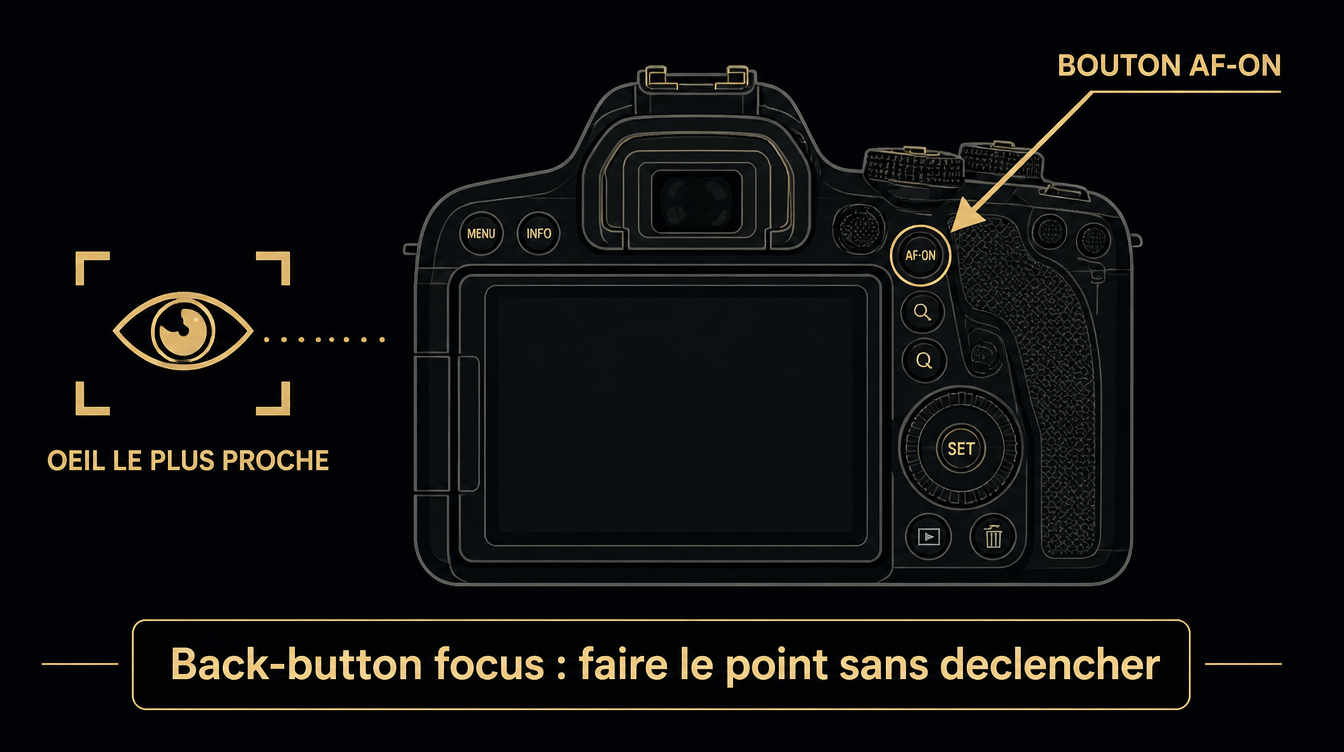 BOUTON AF-ON
MENU
INFO
AF-ON
Q
SET
OEIL LE PLUS PROCHE
Back-button focus : faire le point sans declencher